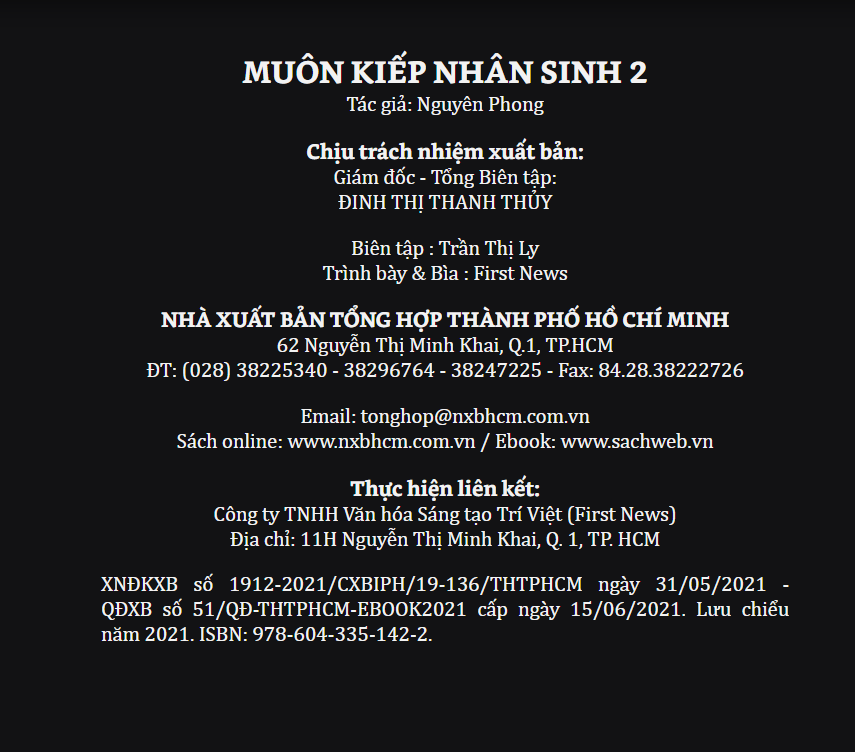 MUÔN KIẾP NHÂN SINH 2
Tác giả: Nguyên Phong
Chịu trách nhiệm xuất bản:
Giám đốc - Tổng Biên tập:
ĐINH THỊ THANH THỦY
Biên tập : Trần Thị Ly
Trình bày & Bìa : First News
NHÀ XUẤT BẢN TỔNG HỢP THÀNH PHỐ HỒ CHÍ MINH
62 Nguyễn Thị Minh Khai, Q.1, TP.HCM
ĐT: (028) 38225340 - 38296764 - 38247225 - Fax: 84.28.38222726
Email: tonghop@nxbhcm.com.vn
Sách online: www.nxbhcm.com.vn / Ebook: www.sachweb.vn
Thực hiện liên kết:
Công ty TNHH Văn hóa Sáng tạo Trí Việt (First News)
Địa chỉ: 11H Nguyễn Thị Minh Khai, Q. 1, TP. HCM
XNĐKXB số 1912-2021/CXBIPH/19-136/THTPHCM ngày 31/05/2021 -
QĐXB số 51/QĐ-THTPHCM-EBOOK2021 cấp ngày 15/06/2021. Lưu chiểu
năm 2021. ISBN: 978-604-335-142-2.